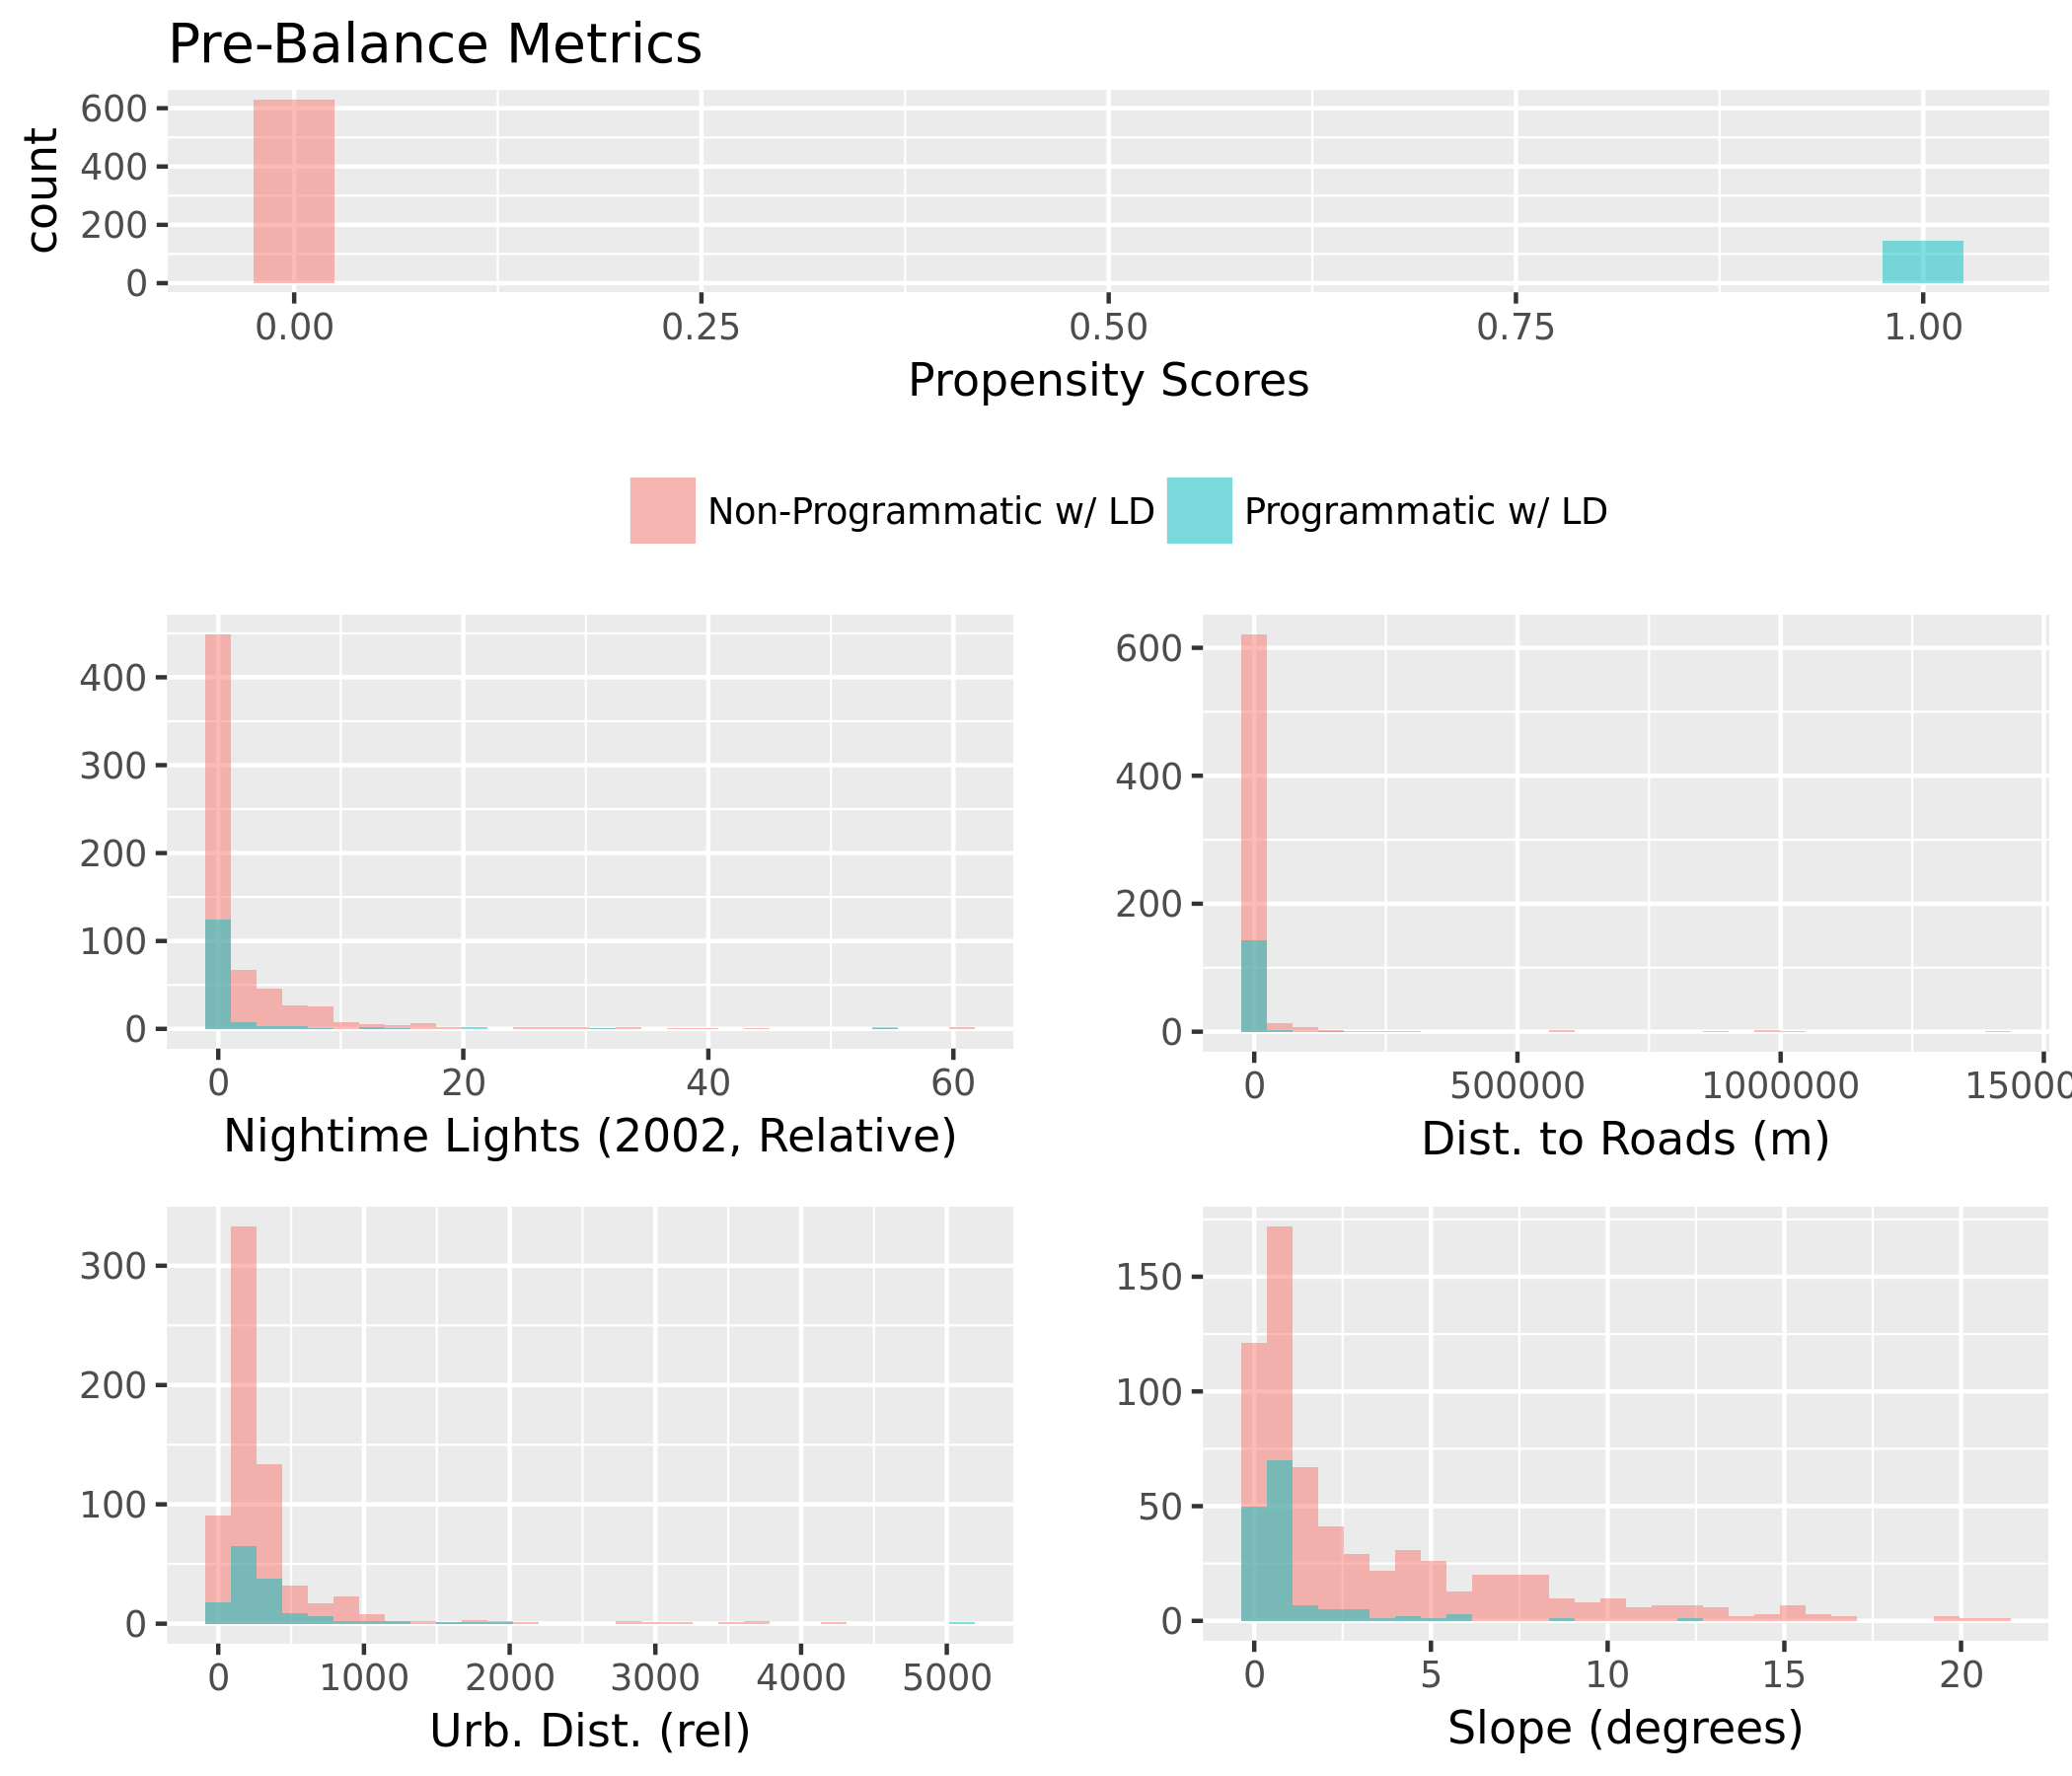 Pre-Balance Metrics
count
600
400
200
0
0.00 0.25 0.50 0.75 1.00
Propensity Scores
Non-Programmatic w/ LD Programmatic w/ LD
400
300
200
100
0
0 20 40 60
Nightime Lights (2002, Relative)
600
400
200
0
0 500000 1000000 15000
Dist. to Roads (m)
300
200
100
0
0 1000 2000 3000 4000 5000
Urb. Dist. (rel)
150
100
50
0
0 5 10 15 20
Slope (degrees)